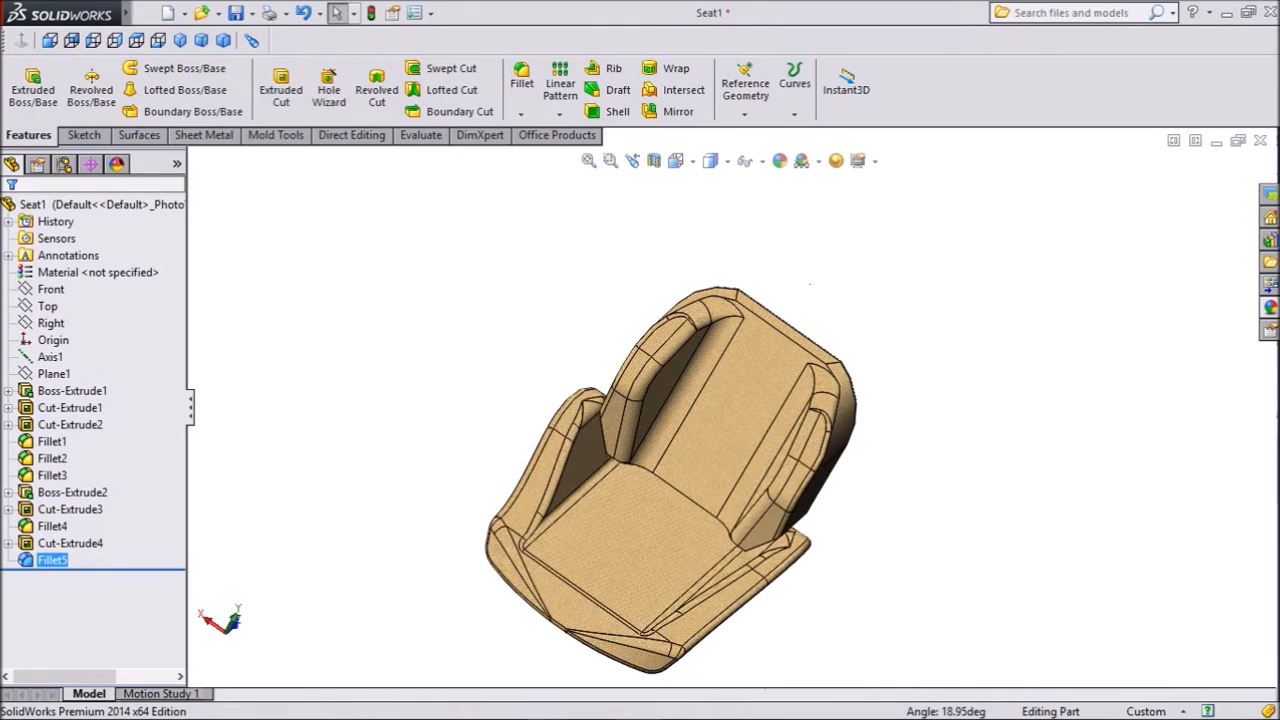 SOLIDWORKS
Seat1 *
Search files and models
Extruded Boss/Base
Revolved Boss/Base
Swept Boss/Base
Lofted Boss/Base
Boundary Boss/Base
Extruded Cut
Hole Wizard
Revolved Cut
Swept Cut
Lofted Cut
Boundary Cut
Fillet
Linear Pattern
Rib
Draft
Shell
Wrap
Intersect
Mirror
Reference Geometry
Curves
Instant3D
Features
Sketch
Surfaces
Sheet Metal
Mold Tools
Direct Editing
Evaluate
DimXpert
Office Products
Seat1 (Default<<Default>_Photo
History
Sensors
Annotations
Material <not specified>
Front
Top
Right
Origin
Axis1
Plane1
Boss-Extrude1
Cut-Extrude1
Cut-Extrude2
Fillet1
Fillet2
Fillet3
Boss-Extrude2
Cut-Extrude3
Fillet4
Cut-Extrude4
Fillet5
X
Y
Model
Motion Study 1
SolidWorks Premium 2014 x64 Edition
Angle: 18.95deg
Editing Part
Custom